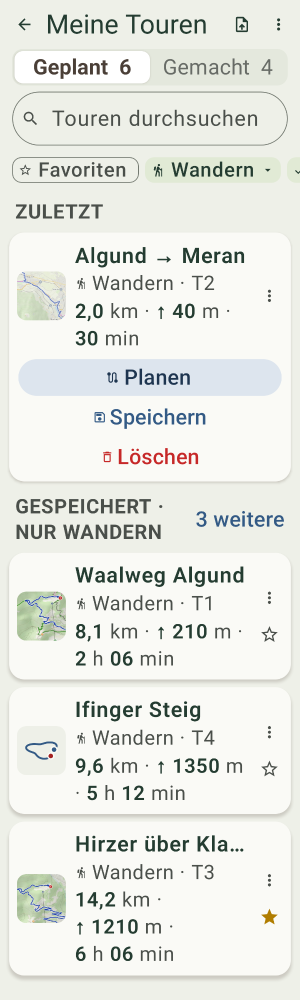 Meine Touren
Geplant 6 Gemacht 4
Touren durchsuchen
Favoriten Wandern
ZULETZT
Algund → Meran
Wandern · T2
2,0 km · ↑ 40 m ·
30 min
Planen
Speichern
Löschen
GESPEICHERT ·
NUR WANDERN
3 weitere
Waalweg Algund
Wandern · T1
8,1 km · ↑ 210 m ·
2 h 06 min
Ifinger Steig
Wandern · T4
9,6 km · ↑ 1350 m
· 5 h 12 min
Hirzer über Kla…
Wandern · T3
14,2 km ·
↑ 1210 m ·
6 h 06 min